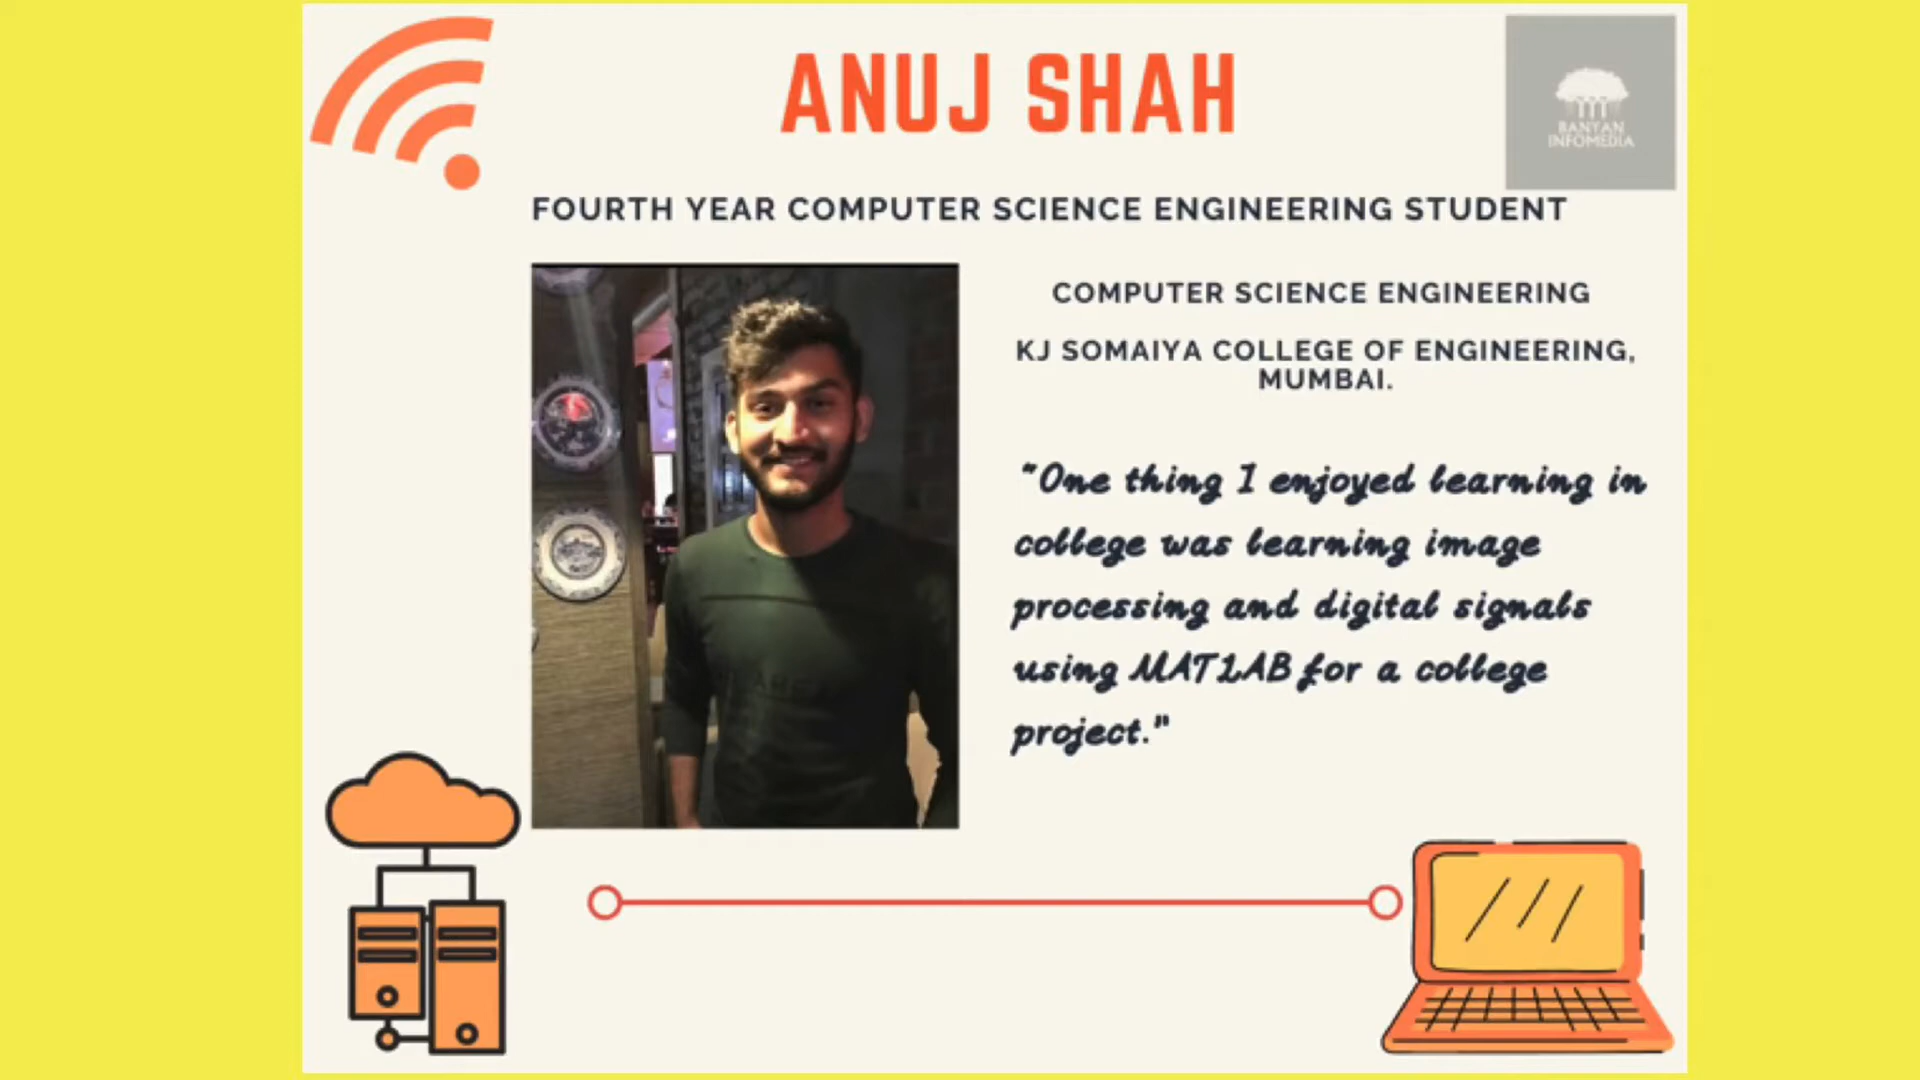 ANUJ SHAH
BANYAN
INFOMEDIA
FOURTH YEAR COMPUTER SCIENCE ENGINEERING STUDENT
COMPUTER SCIENCE ENGINEERING
KJ SOMAIYA COLLEGE OF ENGINEERING,
MUMBAI.
"One thing I enjoyed learning in
college was learning image
processing and digital signals
using MATLAB for a college
project."